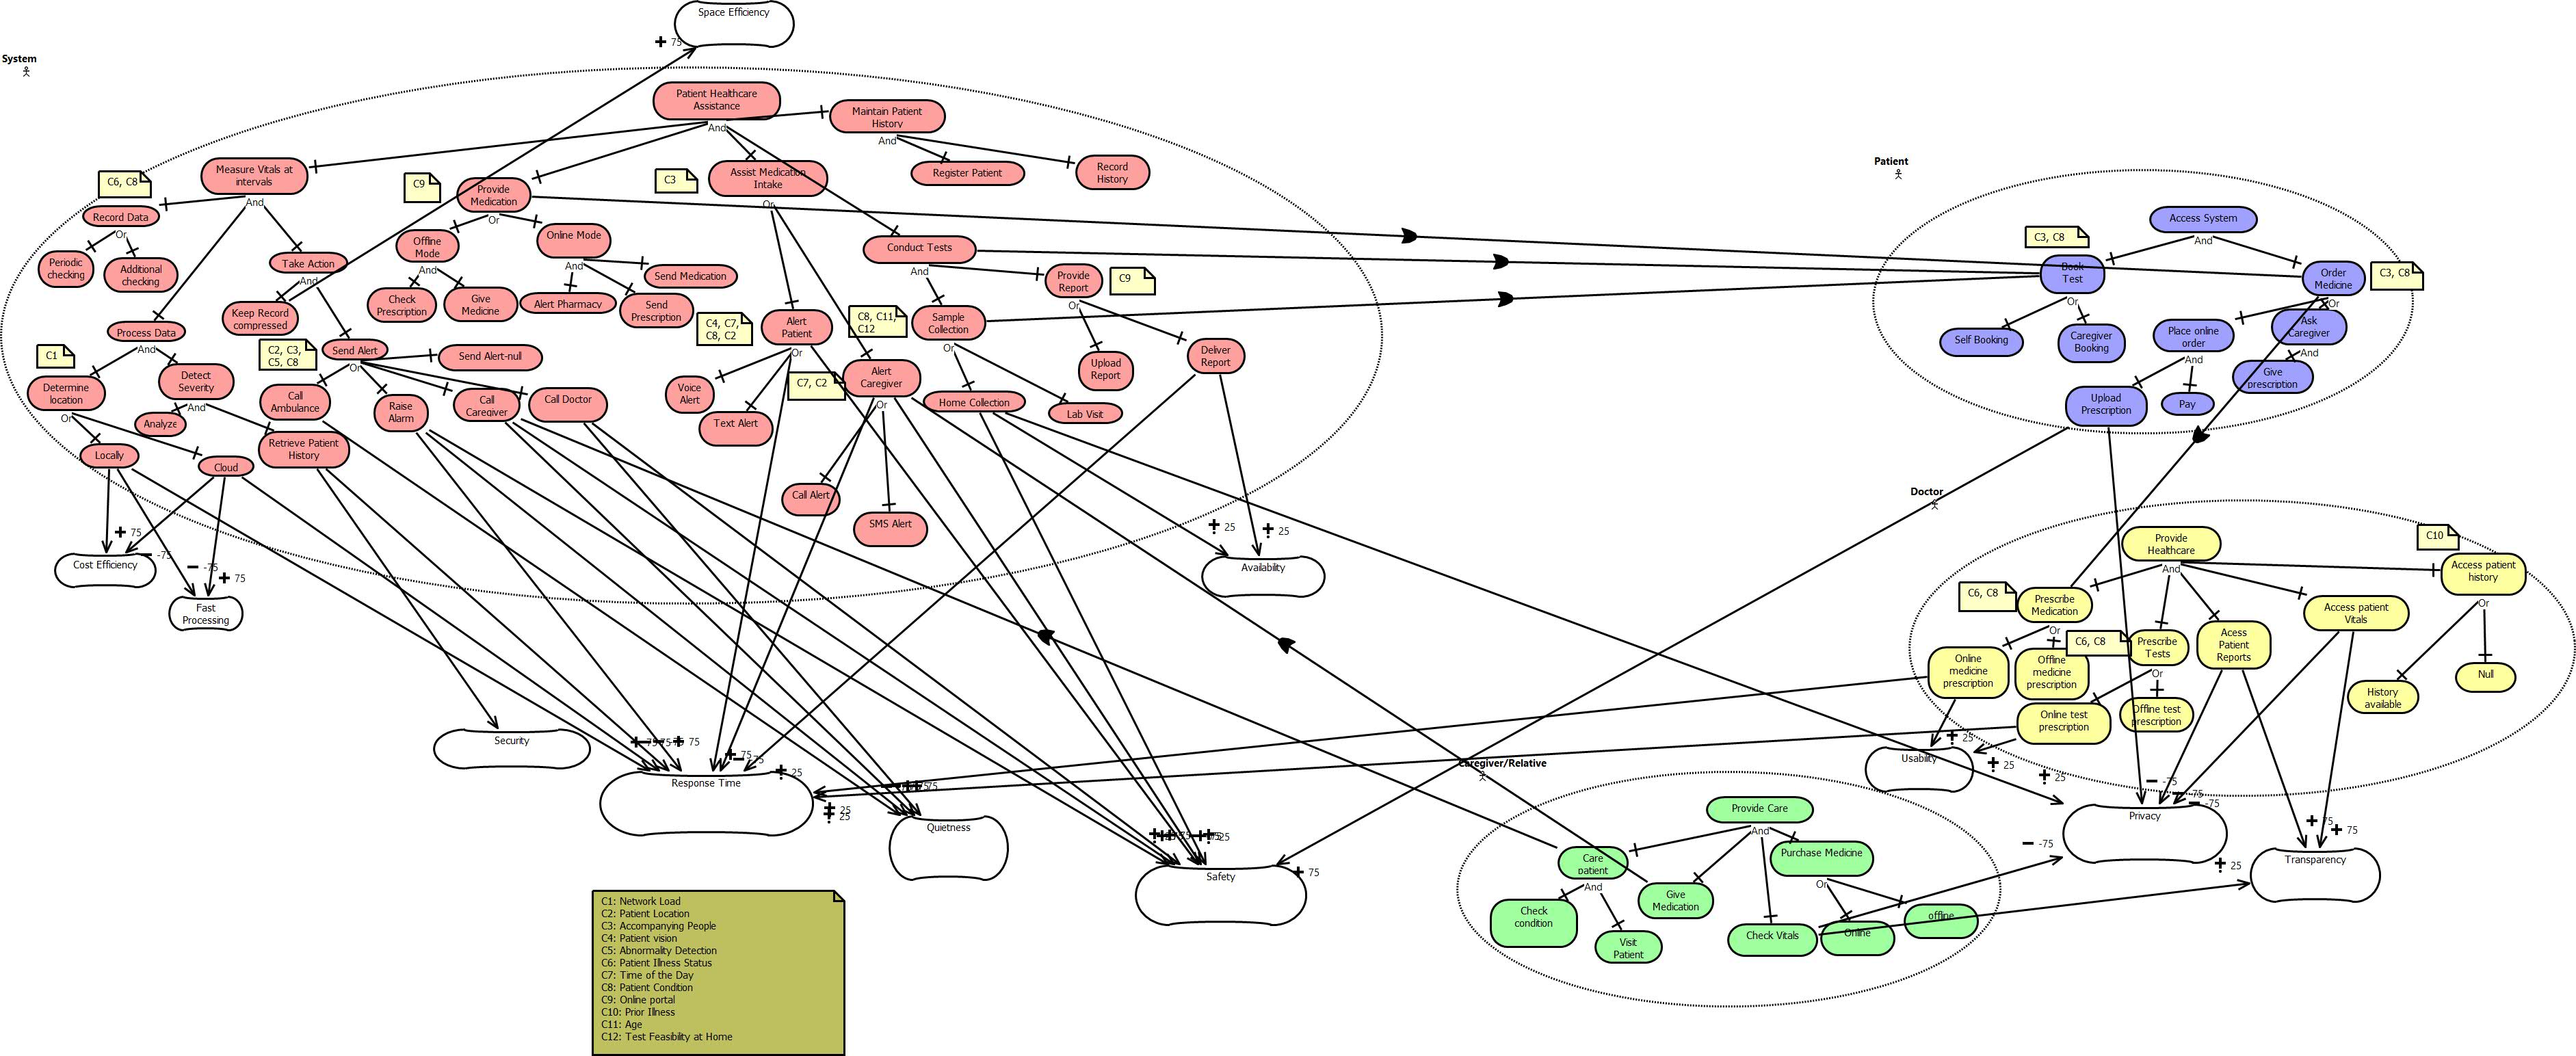 Space Efficiency
+ 75
System
Patient Healthcare
Assistance
And
Maintain Patient
History
And
Register Patient
Record
History
Measure Vitals at
intervals
And
C6, C8
Record Data
Or
Periodic
checking
Additional
checking
C9
Provide
Medication
Or
Offline
Mode
And
Check
Prescription
Give
Medicine
Online Mode
And
Send Medication
Alert Pharmacy
Send
Prescription
C3
Assist Medication
Intake
Or
Conduct Tests
And
Provide
Report
C9
Or
Upload
Report
Deliver
Report
Take Action
And
Keep Record
compressed
Process Data
And
C1
Determine
location
Or
Detect
Severity
And
Analyze
Retrieve Patient
History
Locally
Cloud
C2, C3,
C5, C8
Send Alert
Or
Send Alert-null
Call
Ambulance
Raise
Alarm
Call
Caregiver
Call Doctor
C4, C7,
C8, C2
Alert
Patient
Or
Voice
Alert
Text Alert
C7, C2
Alert
Caregiver
Or
Call Alert
SMS Alert
C8, C11,
C12
Sample
Collection
Or
Home Collection
Lab Visit
Patient
Access System
And
C3, C8
Book
Test
Or
Self Booking
Caregiver
Booking
Order
Medicine
C3, C8
Or
Place online
order
And
Ask
Caregiver
And
Give
prescription
Upload
Prescription
Pay
Doctor
Provide
Healthcare
And
C10
Access patient
history
Or
History
available
Null
C6, C8
Prescribe
Medication
Or
Online
medicine
prescription
Offline
medicine
prescription
C6, C8
Prescribe
Tests
Or
Online test
prescription
Offline test
prescription
Acess
Patient
Reports
Access patient
Vitals
+ 75
- -75
Cost Efficiency
- -75
+ 75
Fast
Processing
25
25
Availability
Security
+ 75
Response Time
25
25
25
Quietness
Safety
+ 75
25
Usability
25
25
- -75
-75
Privacy
- -75
+ 75
25
Transparency
Caregiver/Relative
Provide Care
And
Care
patient
And
Check
condition
Visit
Patient
Give
Medication
Purchase Medicine
Or
Check Vitals
Online
offline
C1: Network Load
C2: Patient Location
C3: Accompanying People
C4: Patient vision
C5: Abnormality Detection
C6: Patient Illness Status
C7: Time of the Day
C8: Patient Condition
C9: Online portal
C10: Prior Illness
C11: Age
C12: Test Feasibility at Home